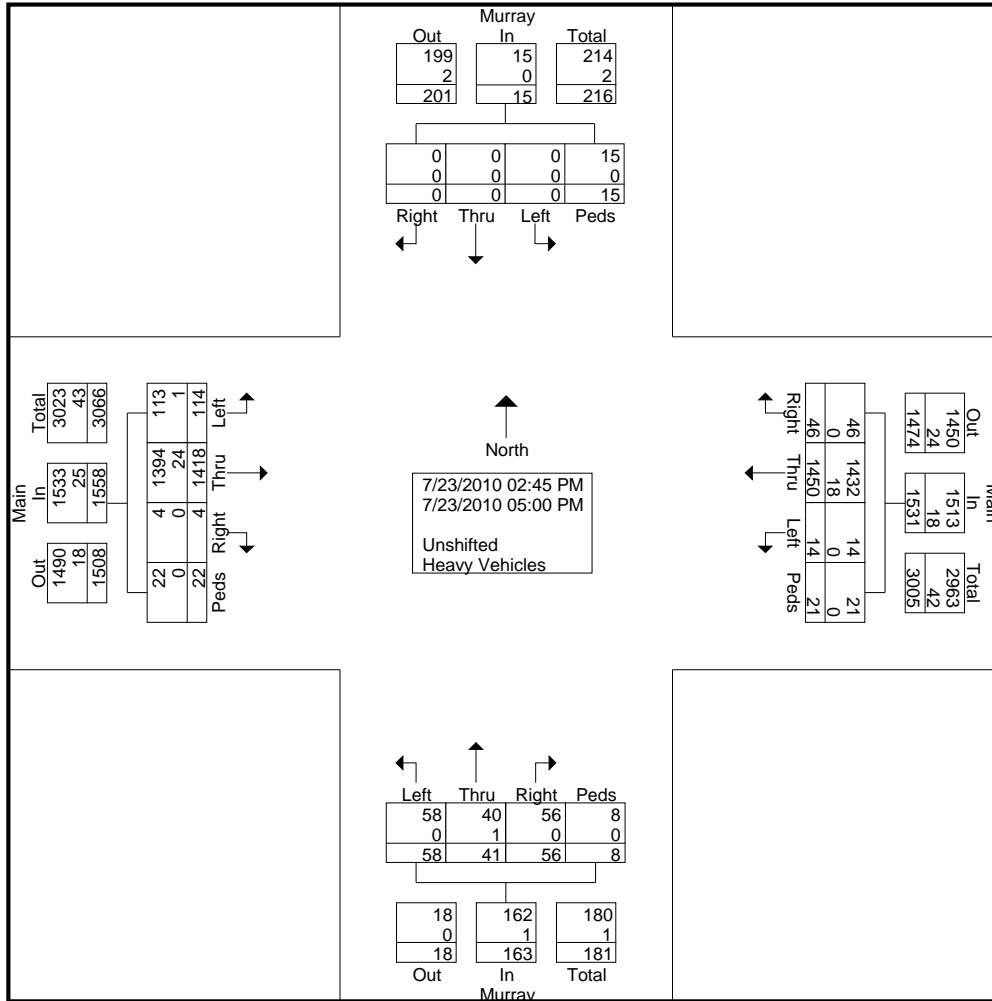 Murray
Out In Total
199 15 214
2 0 2
201 15 216
0 0 0 15
0 0 0 0
0 0 0 15
Right Thru Left Peds
Main
Total In Out
3023 1533 1490
43 25 18
3066 1558 1508
113 1394 4 22
1 24 0 0
114 1418 4 22
Left Thru Right Peds
North
7/23/2010 02:45 PM
7/23/2010 05:00 PM
Unshifted
Heavy Vehicles
Right Thru Left Peds
46 1450 14 21
0 18 0 0
46 1432 14 21
1474 1531 3005
24 18 42
1450 1513 2963
Out In Total
Main
Left Thru Right Peds
58 40 56 8
0 1 0 0
58 41 56 8
18 162 180
0 1 1
18 163 181
Out In Total
Murray